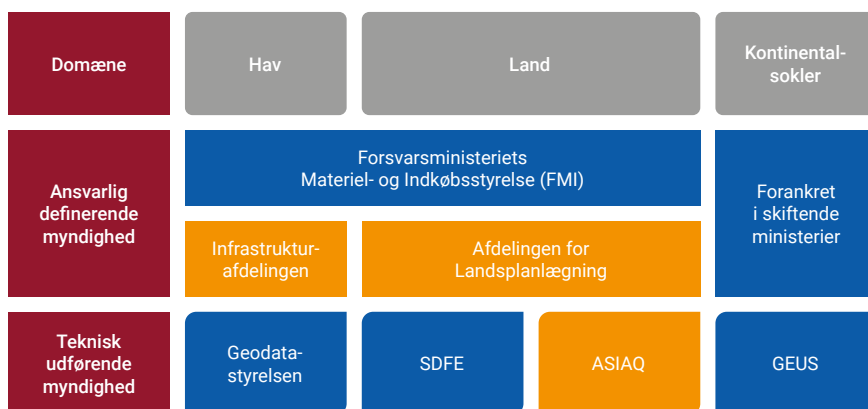 Domæne
Hav
Land
Kontinental-
sokler
Ansvarlig
definerende
myndighed
Forsvarsministeriets
Materiel- og Indkøbsstyrelse (FMI)
Forankret
i skiftende
ministerier
Infrastruktur-
afdelingen
Afdelingen for
Landsplanlægning
Teknisk
udførende
myndighed
Geodata-
styrelsen
SDFE
ASIAQ
GEUS